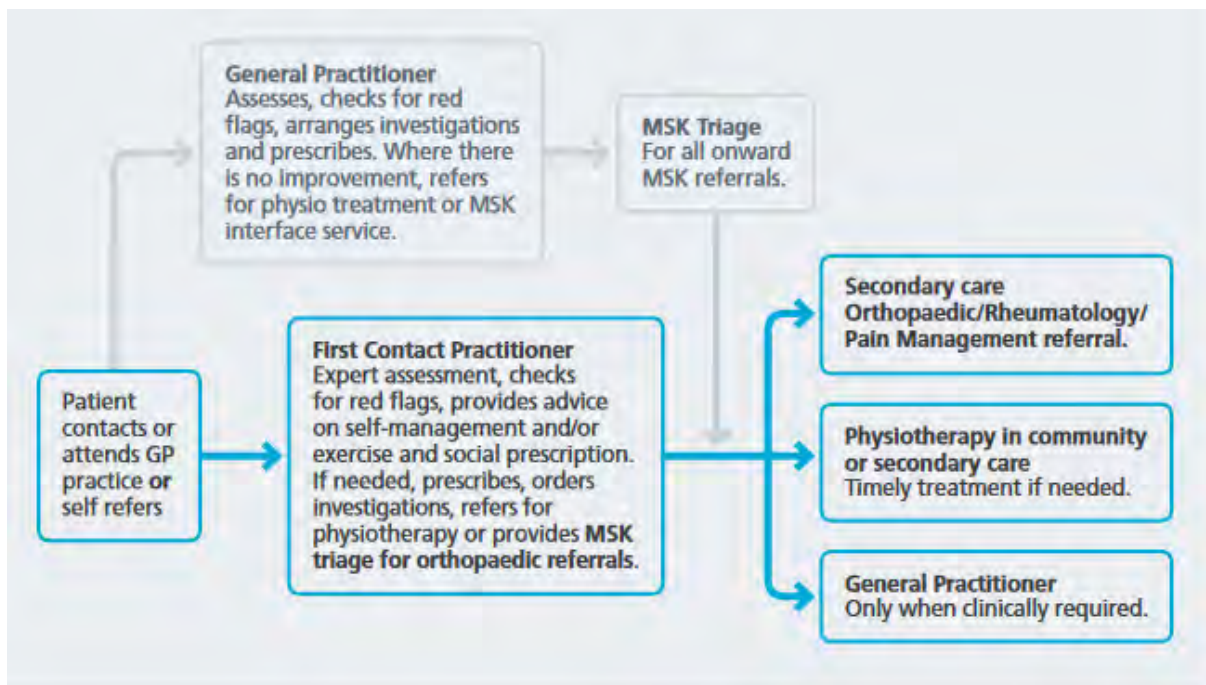 General Practitioner
Assesses, checks for red
flags, arranges investigations
and prescribes. Where there
is no improvement, refers
for physio treatment or MSK
interface service.
MSK Triage
For all onward
MSK referrals.
Patient
contacts or
attends GP
practice or
self refers
First Contact Practitioner
Expert assessment, checks
for red flags, provides advice
on self-management and/or
exercise and social prescription.
If needed, prescribes, orders
investigations, refers for
physiotherapy or provides MSK
triage for orthopaedic referrals.
Secondary care
Orthopaedic/Rheumatology/
Pain Management referral.
Physiotherapy in community
or secondary care
Timely treatment if needed.
General Practitioner
Only when clinically required.